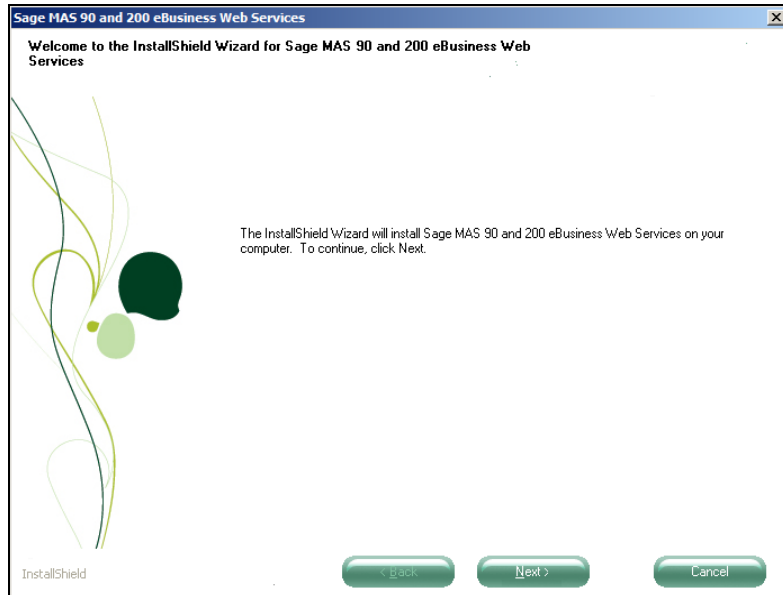 Sage MAS 90 and 200 eBusiness Web Services
Welcome to the InstallShield Wizard for Sage MAS 90 and 200 eBusiness Web
Services
The InstallShield Wizard will install Sage MAS 90 and 200 eBusiness Web Services on your
computer. To continue, click Next.
InstallShield
< Back
Next >
Cancel